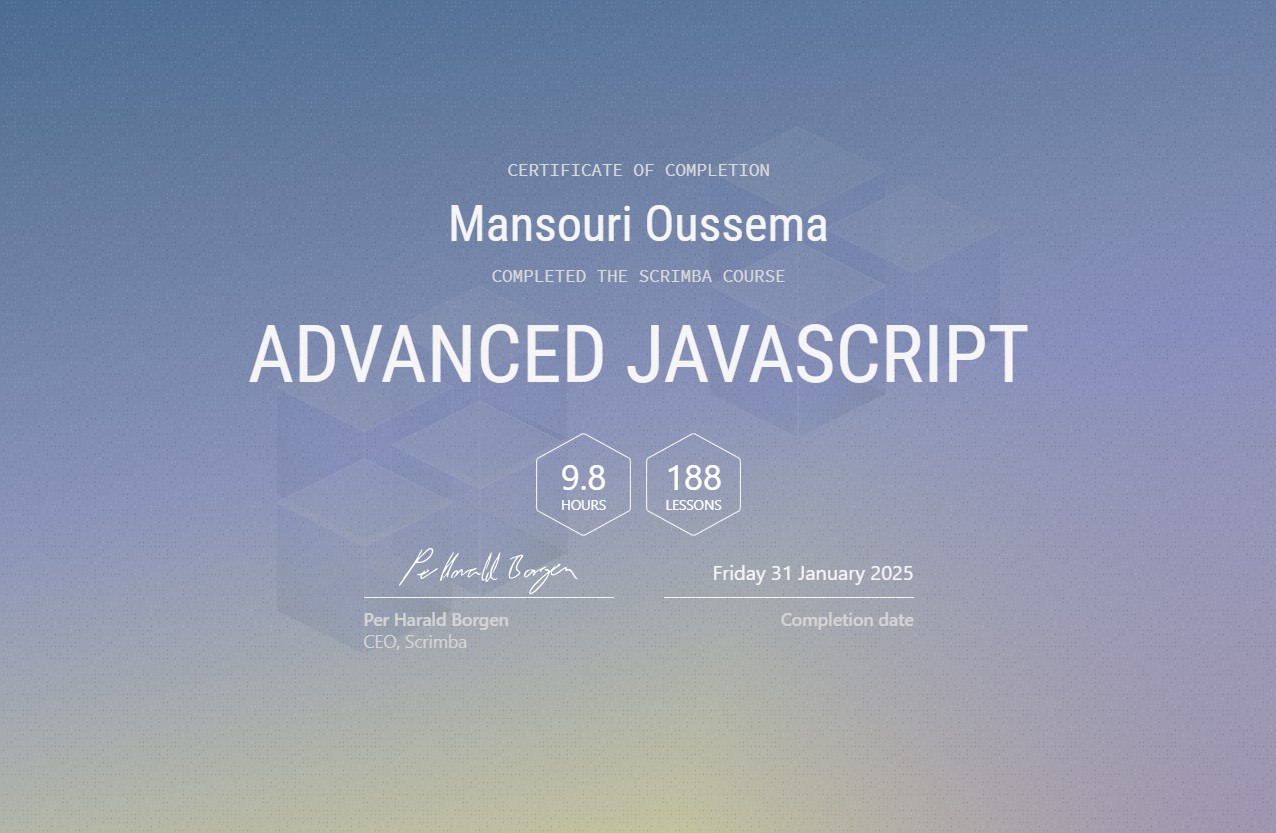 CERTIFICATE OF COMPLETION
Mansouri Oussema
COMPLETED THE SCRIMBA COURSE
ADVANCED JAVASCRIPT
9.8
HOURS
188
LESSONS
Per Harald Borgen
Friday 31 January 2025
Per Harald Borgen
CEO, Scrimba
Completion date